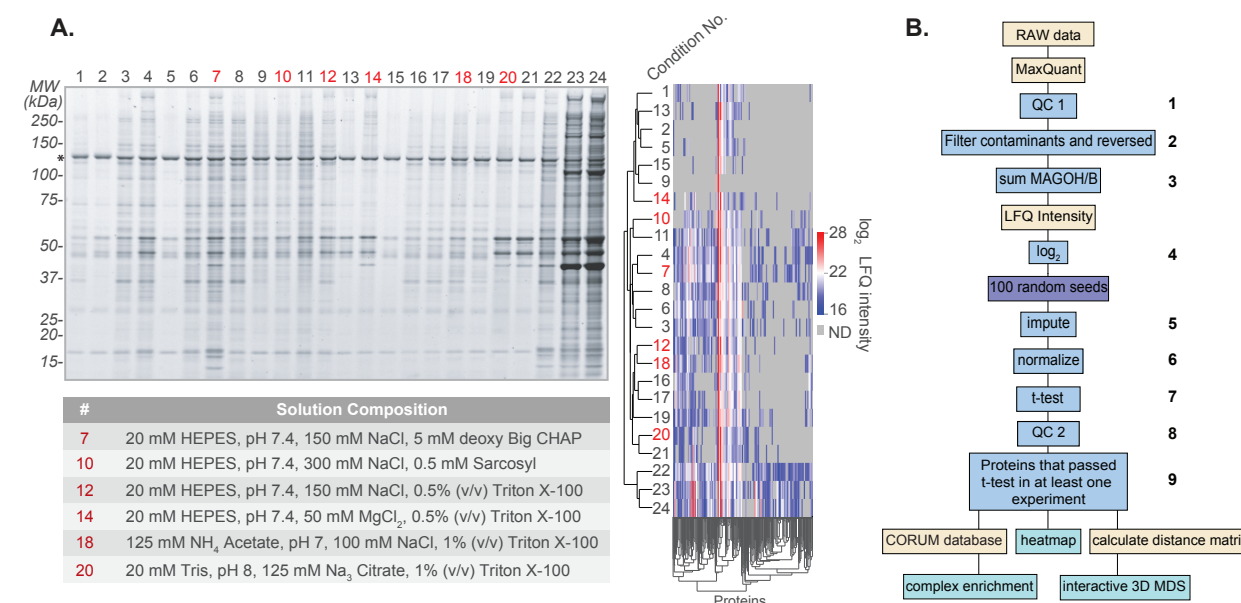 A.
1 2 3 4 5 6 7 8 9 10 11 12 13 14 15 16 17 18 19 20 21 22 23 24
MW
(kDa)
250-
150-
*
100-
75-
50-
37-
25-
20-
15-
# Solution Composition
7 20 mM HEPES, pH 7.4, 150 mM NaCl, 5 mM deoxy Big CHAP
10 20 mM HEPES, pH 7.4, 300 mM NaCl, 0.5 mM Sarcosyl
12 20 mM HEPES, pH 7.4, 150 mM NaCl, 0.5% (v/v) Triton X-100
14 20 mM HEPES, pH 7.4, 50 mM MgCl2, 0.5% (v/v) Triton X-100
18 125 mM NH4 Acetate, pH 7, 100 mM NaCl, 1% (v/v) Triton X-100
20 20 mM Tris, pH 8, 125 mM Na3 Citrate, 1% (v/v) Triton X-100
Condition No.
1
13
2
5
15
9
14
10
11
4
7
8
6
3
12
18
16
17
19
20
21
22
23
24
28
22
16
ND
log2 LFQ intensity
Proteins
B.
RAW data
MaxQuant
QC 1 1
Filter contaminants and reversed 2
sum MAGOH/B 3
LFQ Intensity
log2 4
100 random seeds
impute 5
normalize 6
t-test 7
QC 2 8
Proteins that passed
t-test in at least one 9
experiment
CORUM database heatmap calculate distance matri
complex enrichment interactive 3D MDS